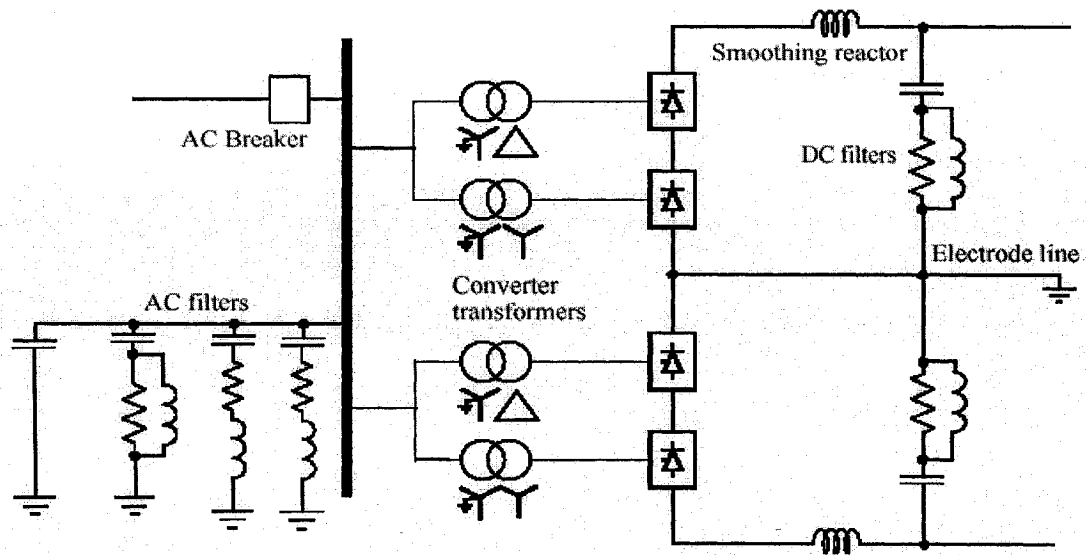 Smoothing reactor
AC Breaker
DC filters
Electrode line
Converter
transformers
AC filters